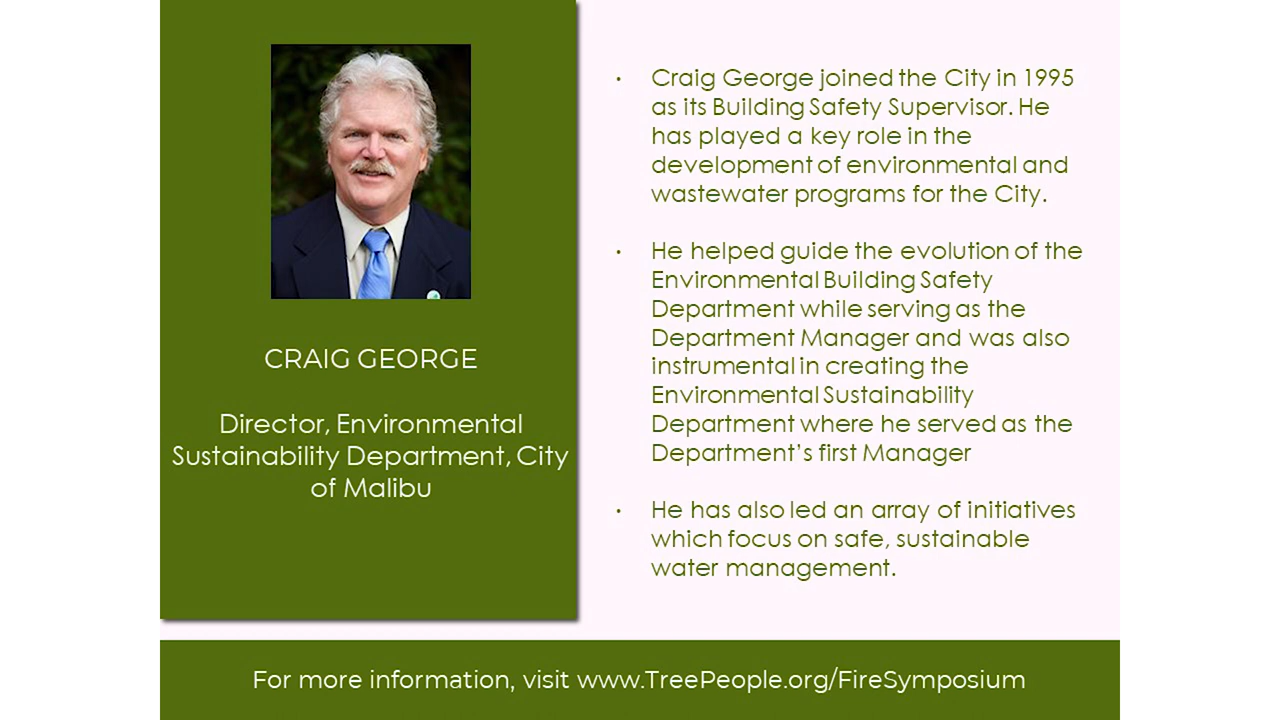 CRAIG GEORGE
Director, Environmental
Sustainability Department, City
of Malibu
• Craig George joined the City in 1995
as its Building Safety Supervisor. He
has played a key role in the
development of environmental and
wastewater programs for the City.
• He helped guide the evolution of the
Environmental Building Safety
Department while serving as the
Department Manager and was also
instrumental in creating the
Environmental Sustainability
Department where he served as the
Department’s first Manager
• He has also led an array of initiatives
which focus on safe, sustainable
water management.
For more information, visit www.TreePeople.org/FireSymposium